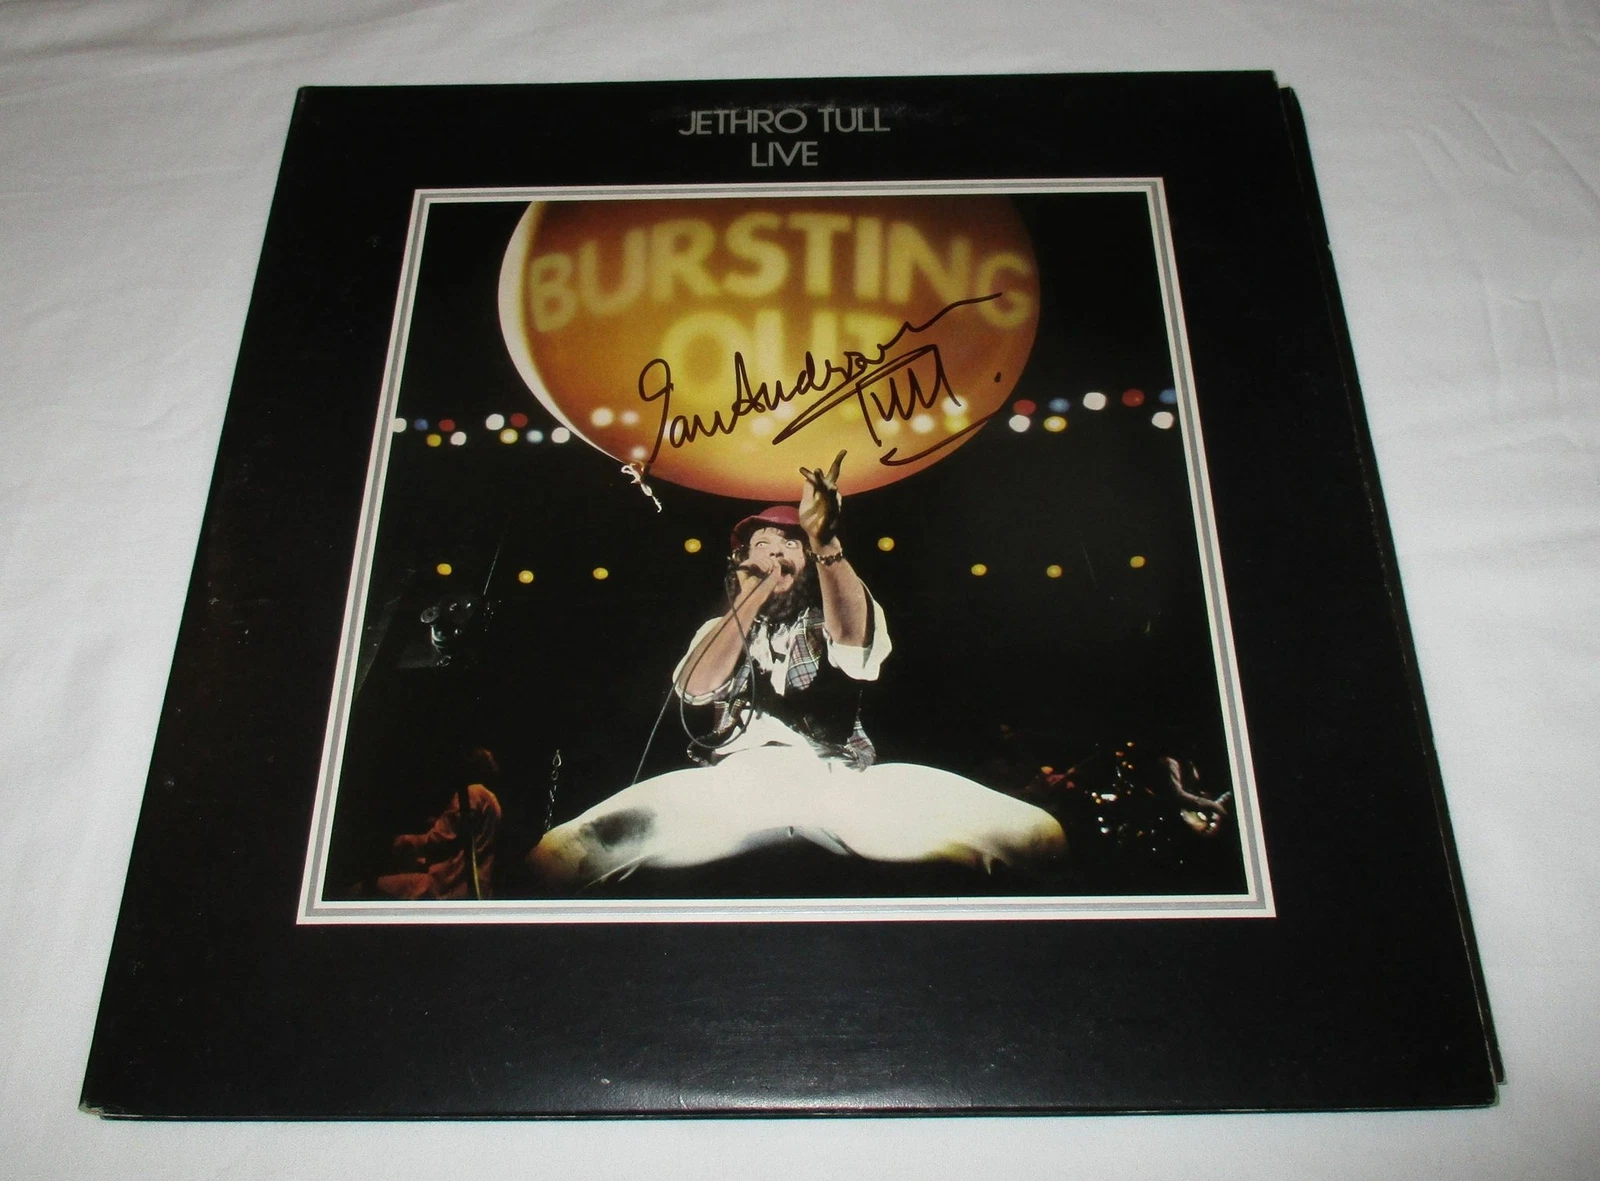 JETHRO TULL
LIVE
BURSTING
OUT
Ian Anderson
Tull.